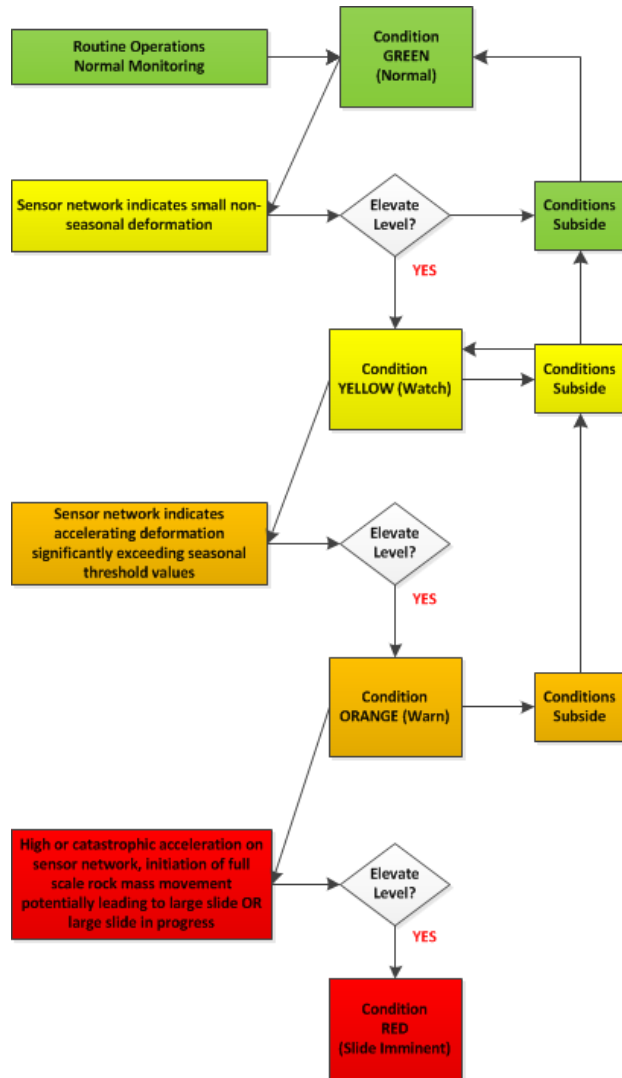 Routine Operations
Normal Monitoring
Condition
GREEN
(Normal)
Sensor network indicates small non-
seasonal deformation
Elevate
Level?
Conditions
Subside
YES
Condition
YELLOW (Watch)
Conditions
Subside
Sensor network indicates
accelerating deformation
significantly exceeding seasonal
threshold values
Elevate
Level?
YES
Condition
ORANGE (Warn)
Conditions
Subside
High or catastrophic acceleration on
sensor network, initiation of full
scale rock mass movement
potentially leading to large slide OR
large slide in progress
Elevate
Level?
YES
Condition
RED
(Slide Imminent)